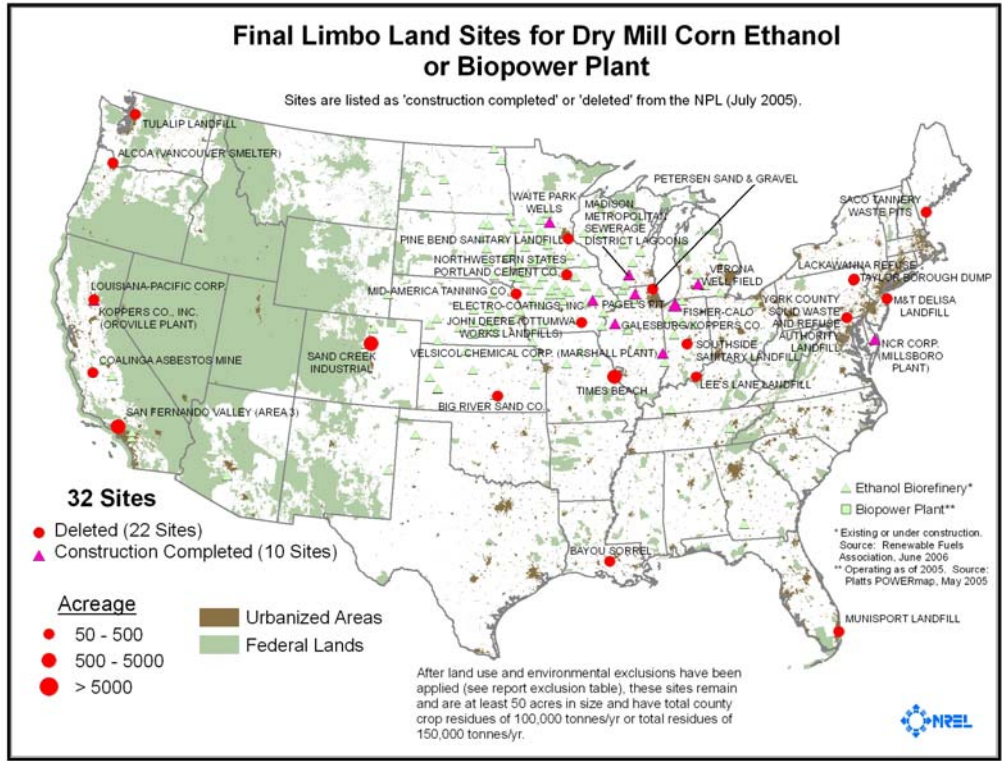 Final Limbo Land Sites for Dry Mill Corn Ethanol
or Biopower Plant
Sites are listed as 'construction completed' or 'deleted' from the NPL (July 2005).
TULALIP LANDFILL
ALCOA (VANCOUVER SMELTER)
PETERSEN SAND & GRAVEL
WAITE PARK
WELLS
MADISON
METROPOLITAN
SEWERAGE
DISTRICT LAGOONS
SACO TANNERY
WASTE PITS
PINE BEND SANITARY LANDFILL
NORTHWESTERN STATES
PORTLAND CEMENT CO.
LACKAWANNA REFUSE
TAYLOR BOROUGH DUMP
VERONA
WELL FIELD
LOUISIANA-PACIFIC CORP.
MID-AMERICA TANNING CO.
KOPPERS CO., INC.
(OROVILLE PLANT)
ELECTRO-COATINGS, INC.
PAGEL'S PIT
FISHER-CALO
YORK COUNTY
SOLID WASTE
AND REFUSE
AUTHORITY
LANDFILL
M&T DELISA
LANDFILL
JOHN DEERE (OTTUMWA
WORKS LANDFILLS)
GALESBURG/KOPPERS CO.
NCR CORP.
(MILLSBORO
PLANT)
COALINGA ASBESTOS MINE
SAND CREEK
INDUSTRIAL
VELSICOL CHEMICAL CORP. (MARSHALL PLANT)
SOUTHSIDE
SANITARY LANDFILL
TIMES BEACH
LEE'S LANE LANDFILL
BIG RIVER SAND CO.
SAN FERNANDO VALLEY (AREA 3)
32 Sites
Deleted (22 Sites)
Construction Completed (10 Sites)
Ethanol Biorefinery*
Biopower Plant**
* Existing or under construction.
Source: Renewable Fuels
Association, June 2006
** Operating as of 2005. Source:
Platts POWERmap, May 2005
BAYOU SORREL
MUNISPORT LANDFILL
Acreage
50 - 500
500 - 5000
> 5000
Urbanized Areas
Federal Lands
After land use and environmental exclusions have been
applied (see report exclusion table), these sites remain
and are at least 50 acres in size and have total county
crop residues of 100,000 tonnes/yr or total residues of
150,000 tonnes/yr.
NREL